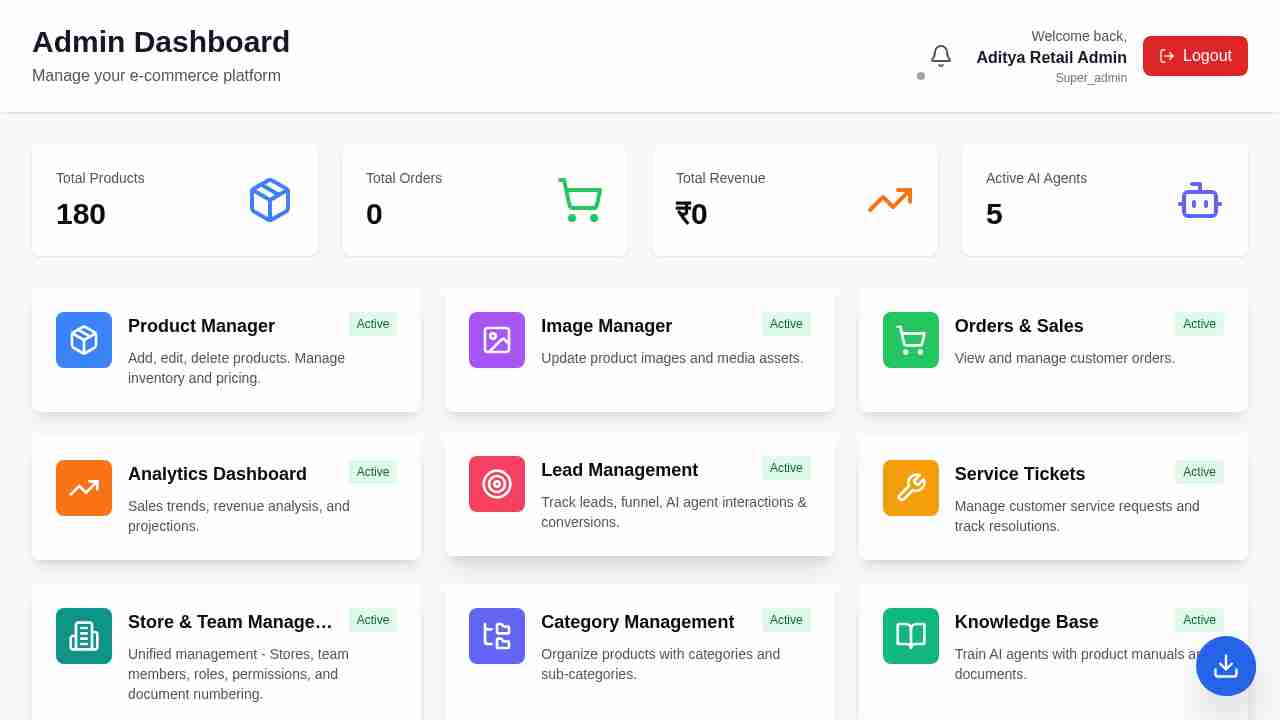 Admin Dashboard
Manage your e-commerce platform
Welcome back,
Aditya Retail Admin
Super_admin
Logout
Total Products
180
Total Orders
0
Total Revenue
₹0
Active AI Agents
5
Product Manager
Active
Add, edit, delete products. Manage
inventory and pricing.
Image Manager
Active
Update product images and media assets.
Orders & Sales
Active
View and manage customer orders.
Analytics Dashboard
Active
Sales trends, revenue analysis, and
projections.
Lead Management
Active
Track leads, funnel, AI agent interactions &
conversions.
Service Tickets
Active
Manage customer service requests and
track resolutions.
Store & Team Manage...
Active
Unified management - Stores, team
members, roles, permissions, and
document numbering.
Category Management
Active
Organize products with categories and
sub-categories.
Knowledge Base
Active
Train AI agents with product manuals
documents.